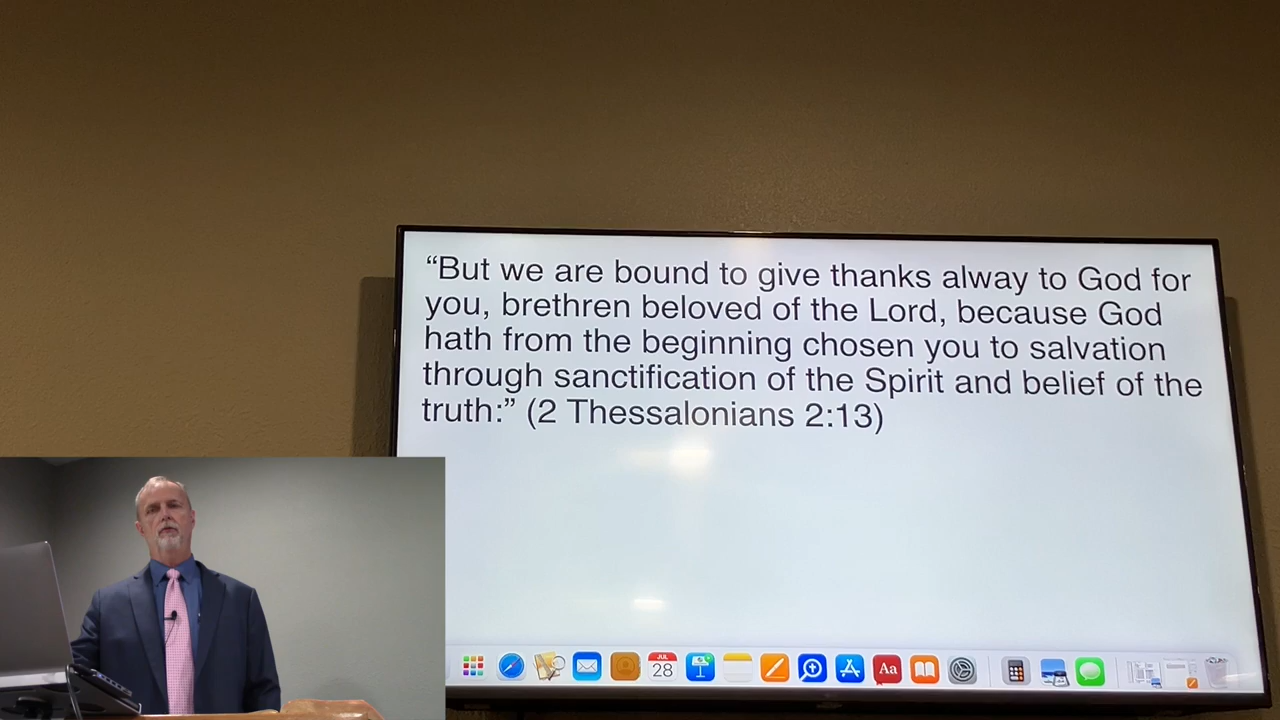 “But we are bound to give thanks alway to God for
you, brethren beloved of the Lord, because God
hath from the beginning chosen you to salvation
through sanctification of the Spirit and belief of the
truth:” (2 Thessalonians 2:13)
JUL
28
Aa